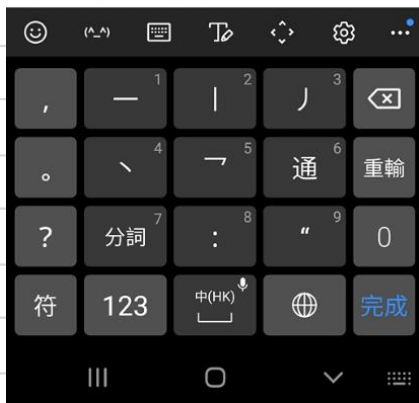 (^_^)
， 一 1 丨 2 丿 3
。 丶 4 乛 5 通 6 重輸
? 分詞 7 : 8 “ 9 0
符 123 中(HK) 完成